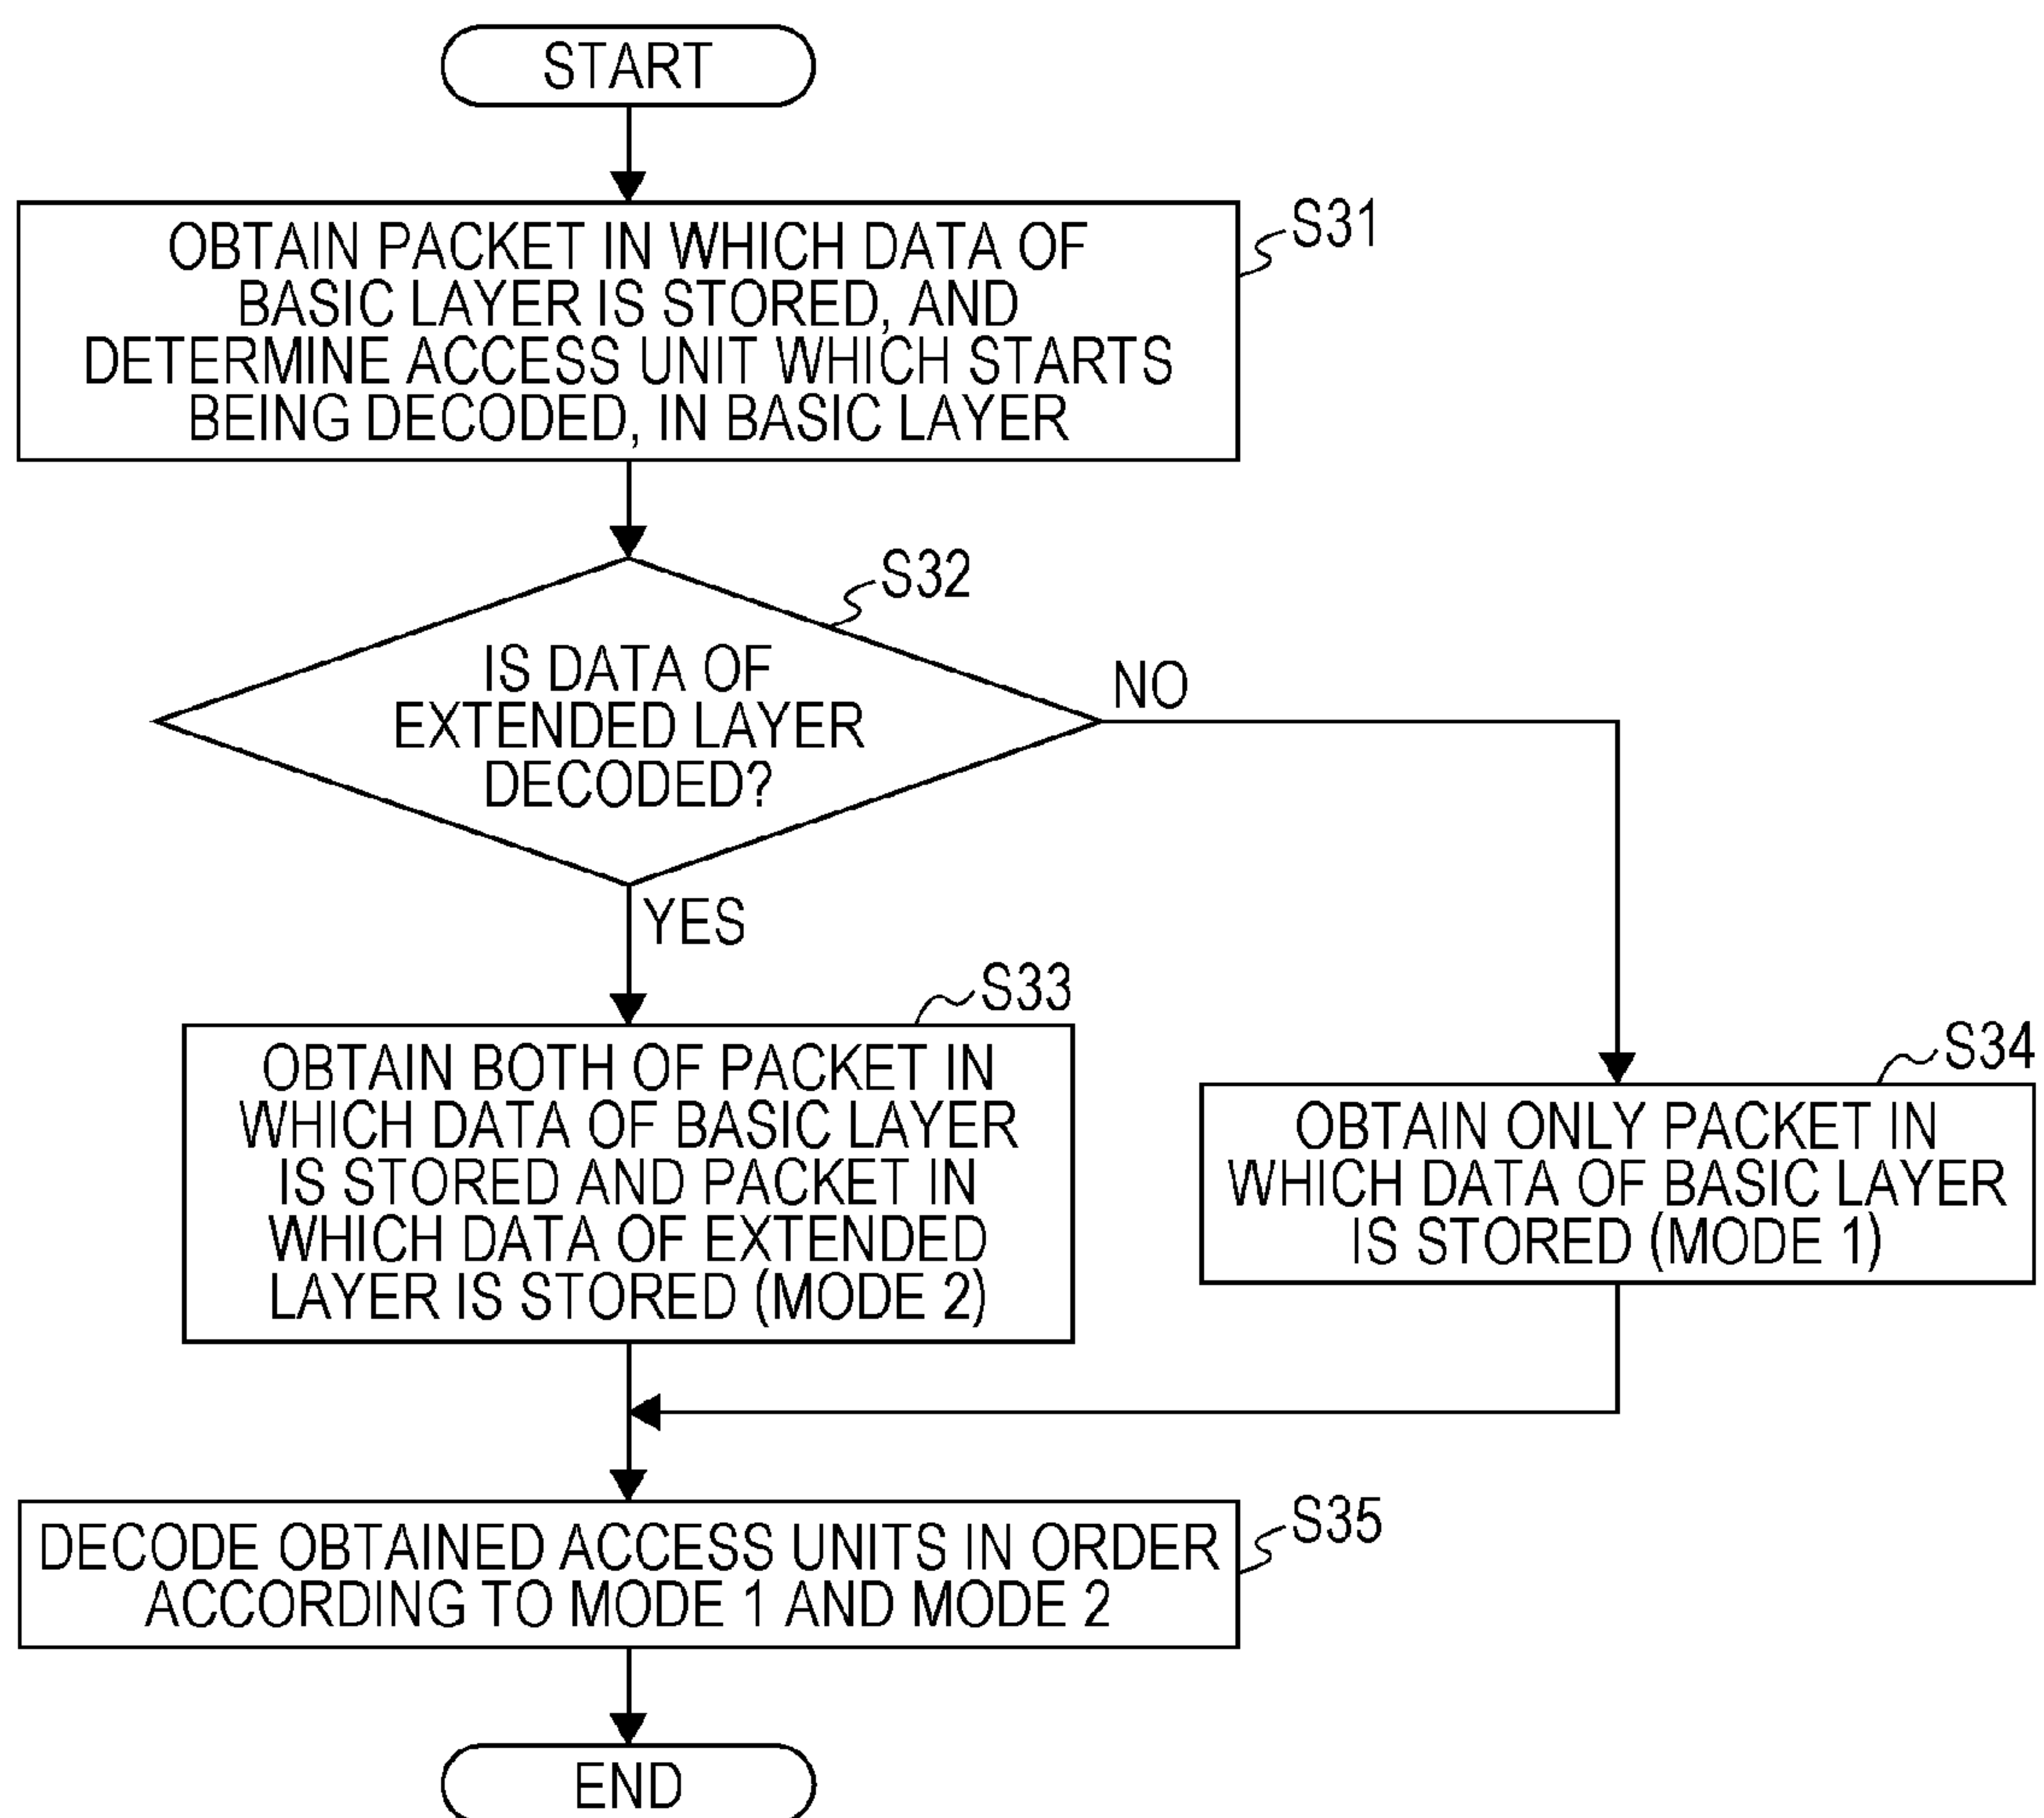 START
S31
OBTAIN PACKET IN WHICH DATA OF
BASIC LAYER IS STORED, AND
DETERMINE ACCESS UNIT WHICH STARTS
BEING DECODED, IN BASIC LAYER
S32
IS DATA OF
EXTENDED LAYER
DECODED?
NO
YES
S33
OBTAIN BOTH OF PACKET IN
WHICH DATA OF BASIC LAYER
IS STORED AND PACKET IN
WHICH DATA OF EXTENDED
LAYER IS STORED (MODE 2)
S34
OBTAIN ONLY PACKET IN
WHICH DATA OF BASIC LAYER
IS STORED (MODE 1)
S35
DECODE OBTAINED ACCESS UNITS IN ORDER
ACCORDING TO MODE 1 AND MODE 2
END